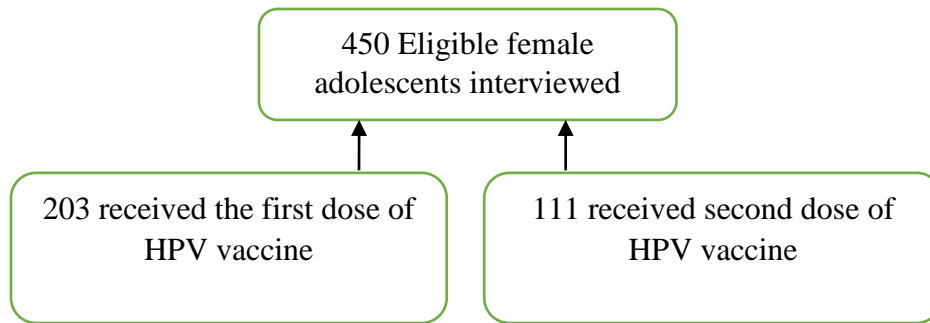 450 Eligible female
adolescents interviewed
203 received the first dose of
HPV vaccine
111 received second dose of
HPV vaccine